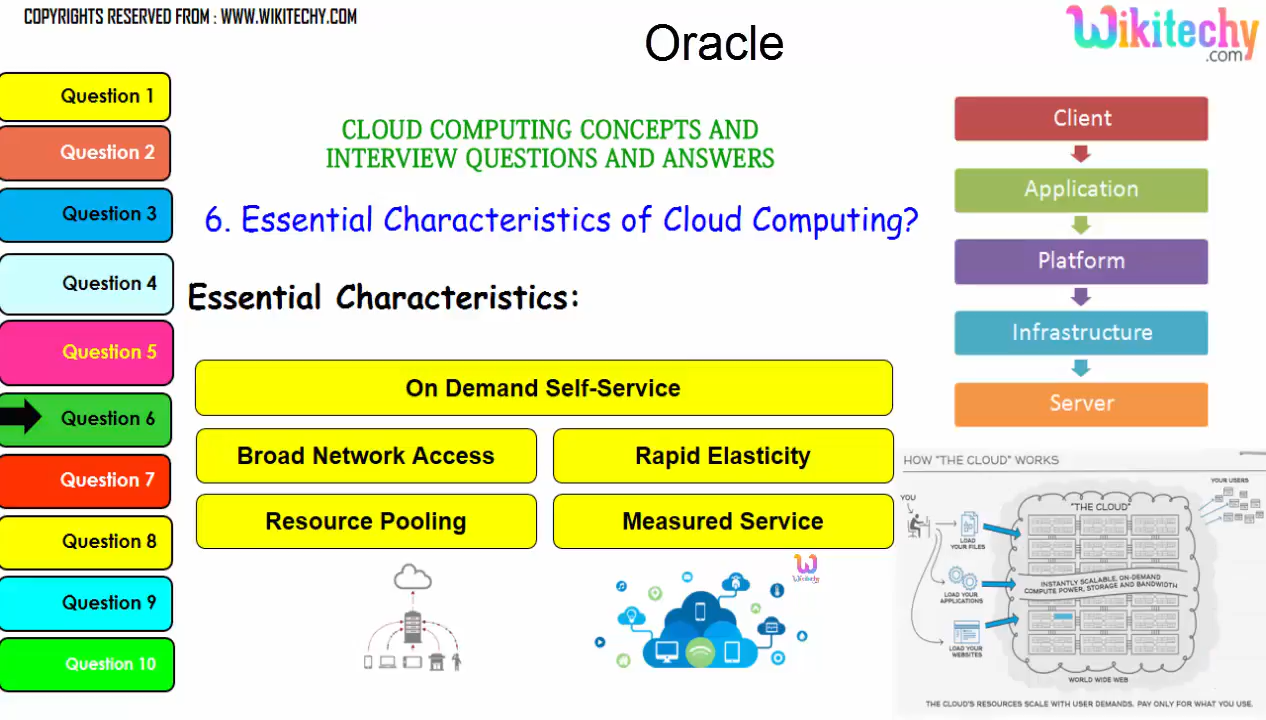 COPYRIGHTS RESERVED FROM : WWW.WIKITECHY.COM
Oracle
Wikitechy
.com
Question 1
Question 2
Question 3
Question 4
Question 5
Question 6
Question 7
Question 8
Question 9
Question 10
CLOUD COMPUTING CONCEPTS AND
INTERVIEW QUESTIONS AND ANSWERS
6. Essential Characteristics of Cloud Computing?
Essential Characteristics:
On Demand Self-Service
Broad Network Access
Rapid Elasticity
Resource Pooling
Measured Service
Wikitechy
Client
Application
Platform
Infrastructure
Server
HOW "THE CLOUD" WORKS
YOUR USERS
YOU
"THE CLOUD"
LOAD
YOUR FILES
INSTANTLY SCALABLE, ON-DEMAND
COMPUTE POWER, STORAGE AND BANDWIDTH
LOAD YOUR
APPLICATIONS
LOAD YOUR
WEBSITES
WORLD WIDE WEB
THE CLOUD'S RESOURCES SCALE WITH USER DEMANDS. PAY ONLY FOR WHAT YOU USE.